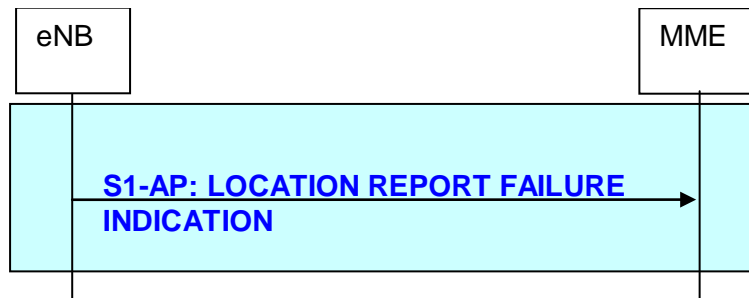 eNB
MME
S1-AP: LOCATION REPORT FAILURE
INDICATION